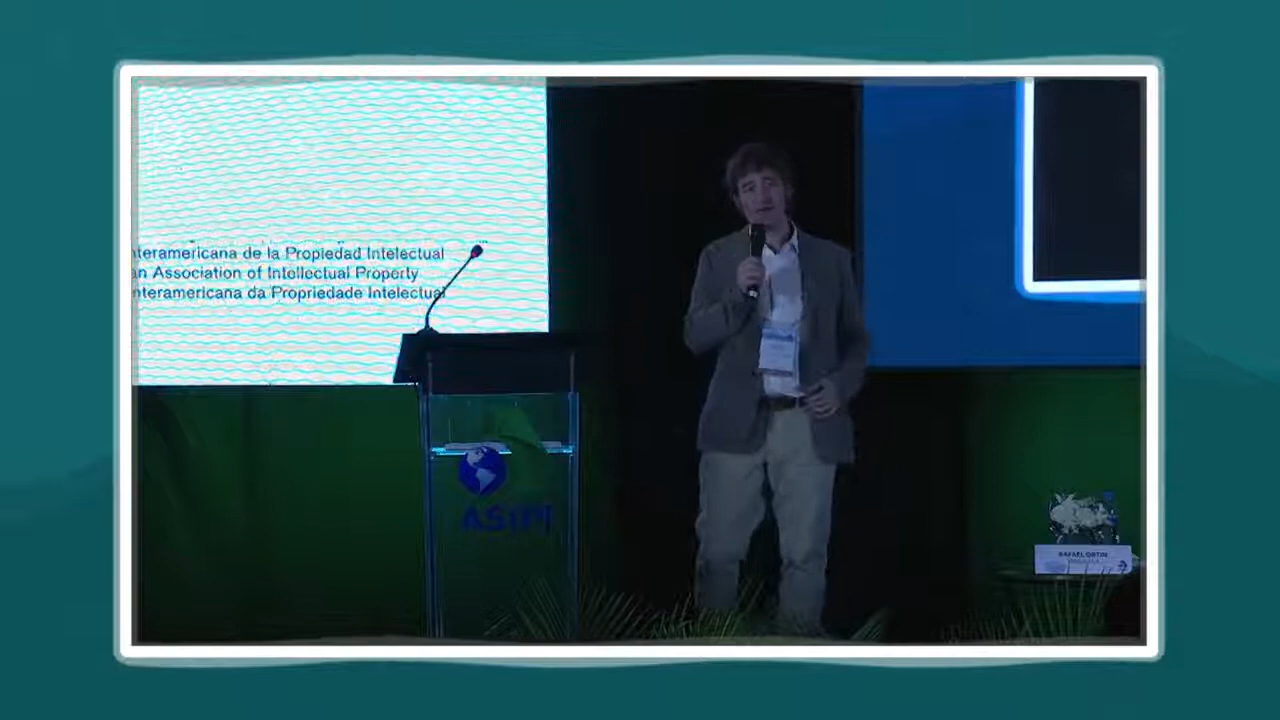 nteramericana de la Propiedad Intelectual
an Association of Intellectual Property
nteramericana da Propriedade Intelectual
ASIPI
RAFAEL ORTIN